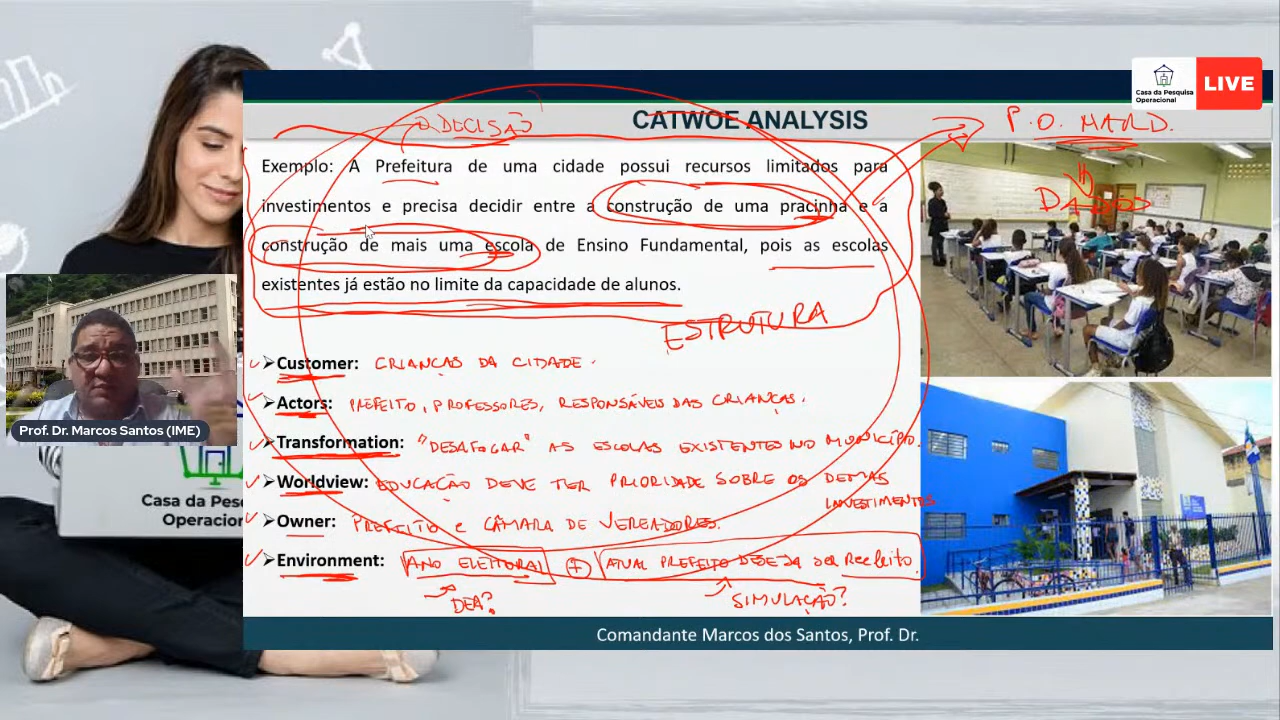 Casa da Pesquisa
Operacional
LIVE
CATWOE ANALYSIS
DECISÃO
P.O. MARD.
DADOS
Exemplo: A Prefeitura de uma cidade possui recursos limitados para
investimentos e precisa decidir entre a construção de uma pracinha e a
construção de mais uma escola de Ensino Fundamental, pois as escolas
existentes já estão no limite da capacidade de alunos.
ESTRUTURA
Customer: CRIANÇAS DA CIDADE.
Actors: PREFEITO, PROFESSORES, RESPONSÁVEIS DAS CRIANÇAS.
Transformation: "DESAFOGAR" AS ESCOLAS EXISTENTES NO MUNICÍPIO.
Worldview: EDUCAÇÃO DEVE TER PRIORIDADE SOBRE OS DEMAIS
INVESTIMENTOS
Owner: PREFEITO e CÂMARA DE VEREADORES.
Environment: ANO ELEITORAL + ATUAL PREFEITO DESEJA SER Reeleito.
DEA?
SIMULAÇÃO?
Prof. Dr. Marcos Santos (IME)
Casa da Pesq
Operacion
Comandante Marcos dos Santos, Prof. Dr.